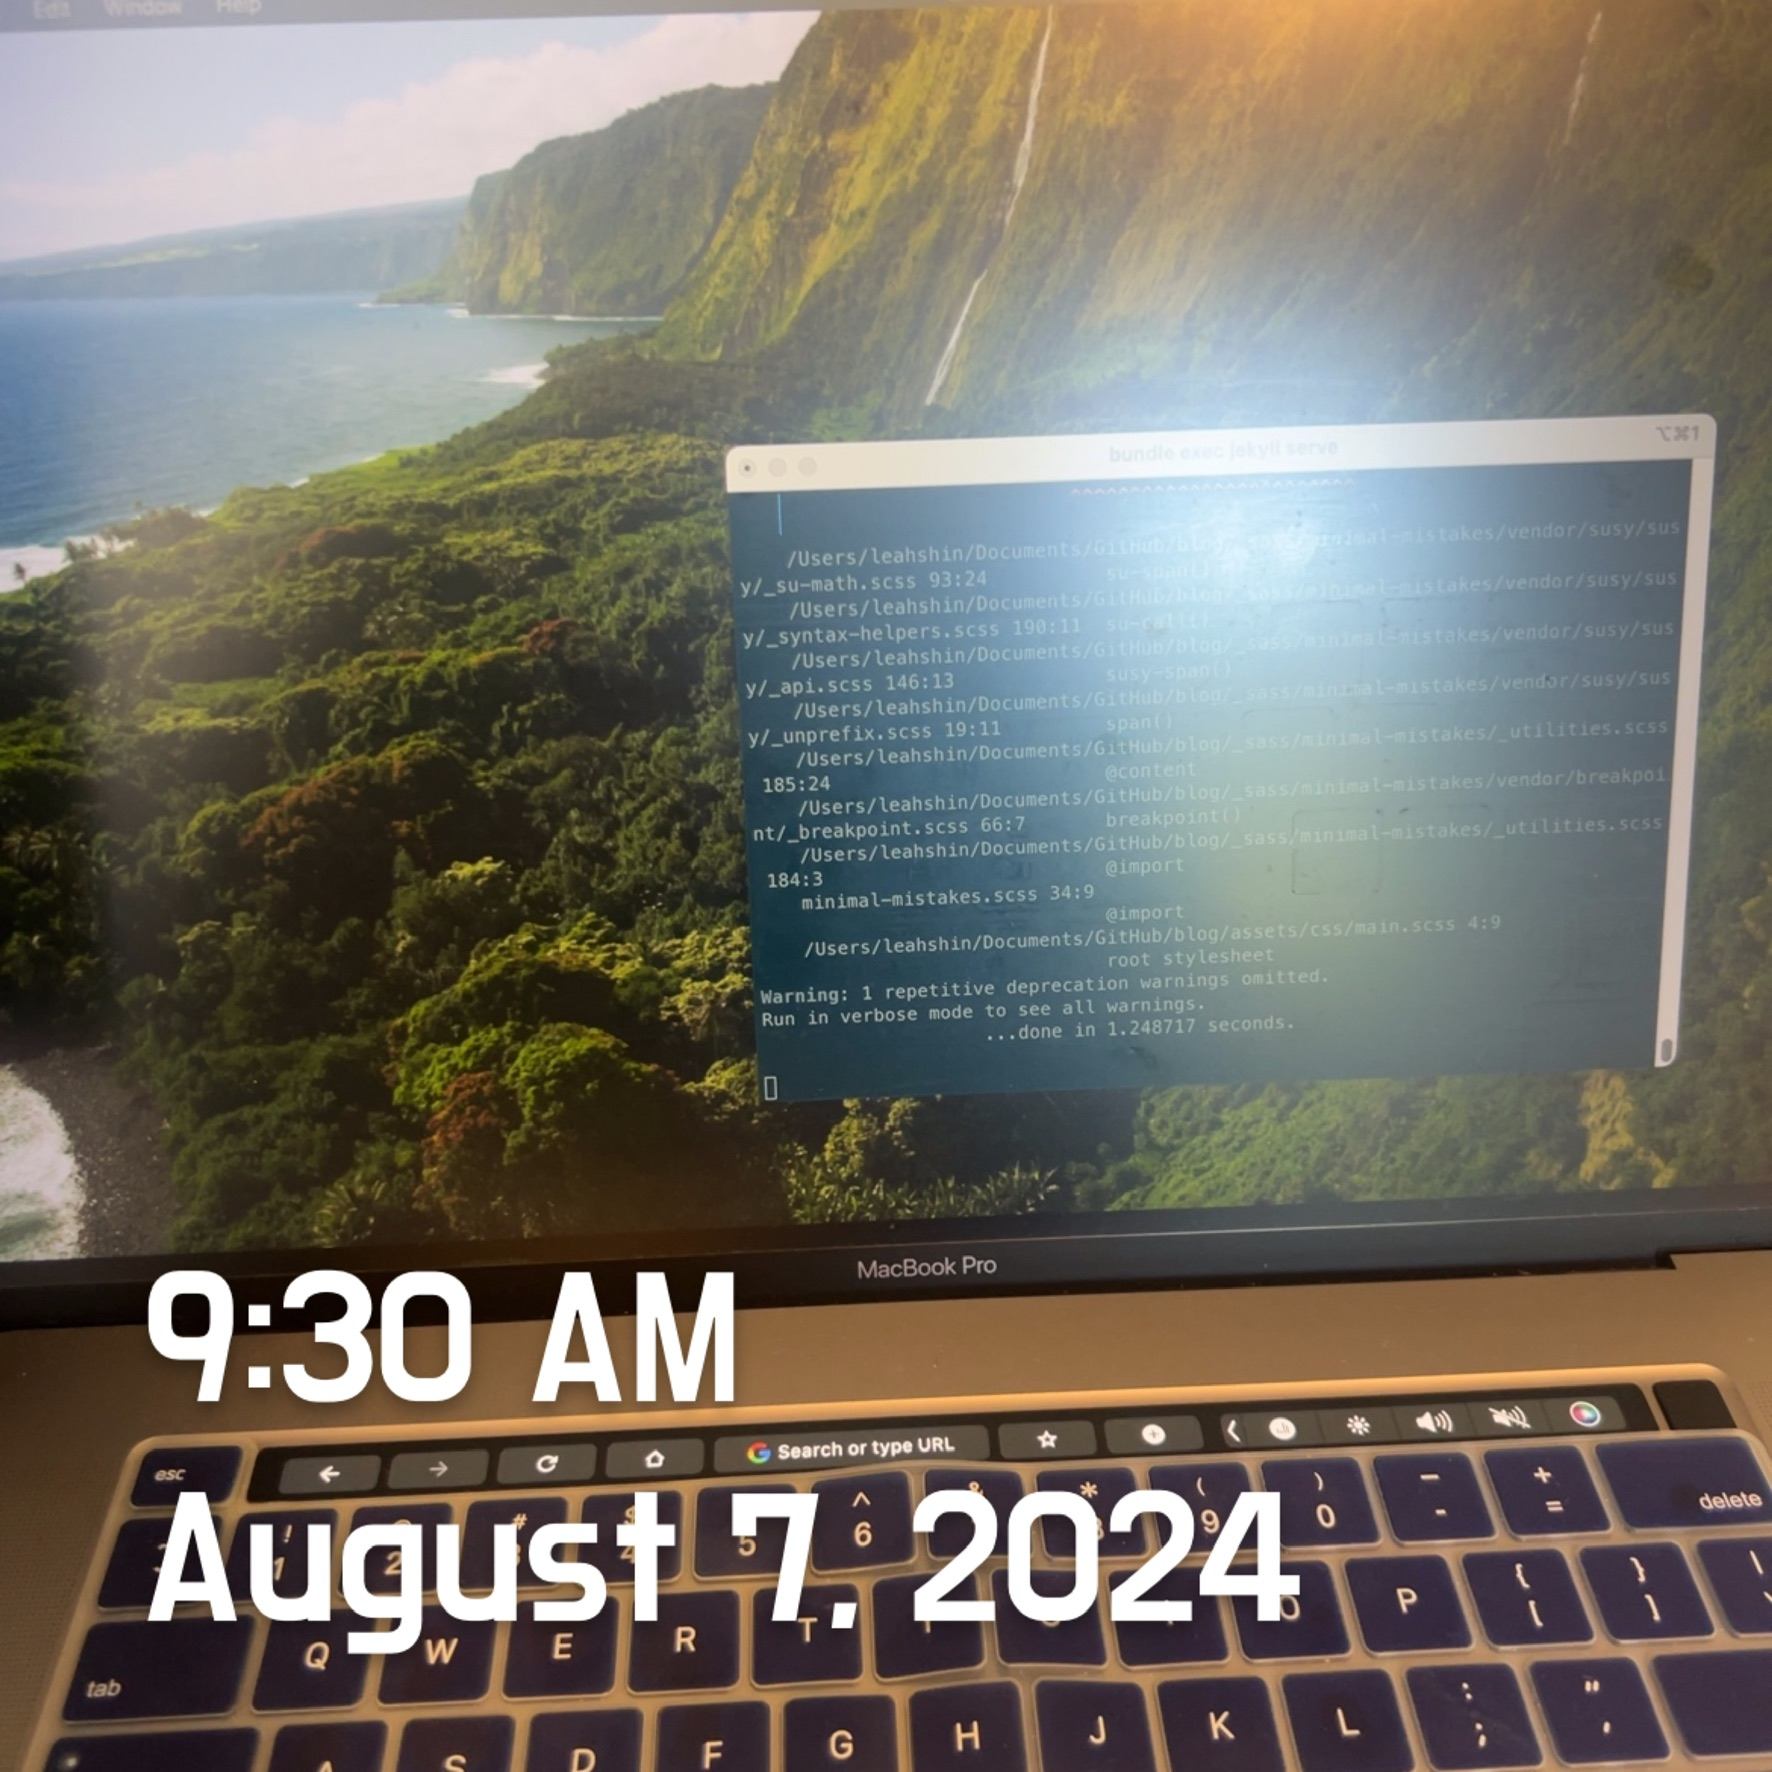 Edit Window Help
bundle exec jekyll serve
⌥⌘1
/Users/leahshin/Documents/GitHub/blog/_sass/minimal-mistakes/vendor/susy/sus
y/_su-math.scss 93:24 su-span()
/Users/leahshin/Documents/GitHub/blog/_sass/minimal-mistakes/vendor/susy/sus
y/_syntax-helpers.scss 190:11 su-call()
/Users/leahshin/Documents/GitHub/blog/_sass/minimal-mistakes/vendor/susy/sus
y/_api.scss 146:13 susy-span()
/Users/leahshin/Documents/GitHub/blog/_sass/minimal-mistakes/vendor/susy/sus
y/_unprefix.scss 19:11 span()
/Users/leahshin/Documents/GitHub/blog/_sass/minimal-mistakes/_utilities.scss
185:24 @content
/Users/leahshin/Documents/GitHub/blog/_sass/minimal-mistakes/vendor/breakpoi
nt/_breakpoint.scss 66:7 breakpoint()
/Users/leahshin/Documents/GitHub/blog/_sass/minimal-mistakes/_utilities.scss
184:3 @import
minimal-mistakes.scss 34:9
@import
/Users/leahshin/Documents/GitHub/blog/assets/css/main.scss 4:9
root stylesheet
Warning: 1 repetitive deprecation warnings omitted.
Run in verbose mode to see all warnings.
...done in 1.248717 seconds.
MacBook Pro
9:30 AM
Search or type URL
esc
August 7, 2024
^ & * ( ) _ +
5 6 9 0 - = delete
tab Q W E R T P { [ } ]
A S D F G H J K L : ; " '